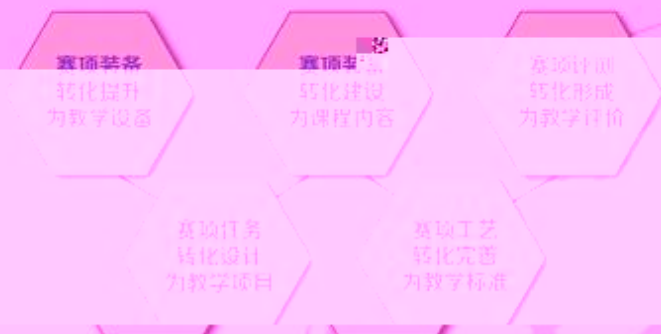 赛项装备
转化提升
为教学设备
赛项
转化建设
为课程内容
赛项评
转化形成
为教学评价
赛项任务
转化设计
为教学项目
赛项工艺
转化完善
为教学标准